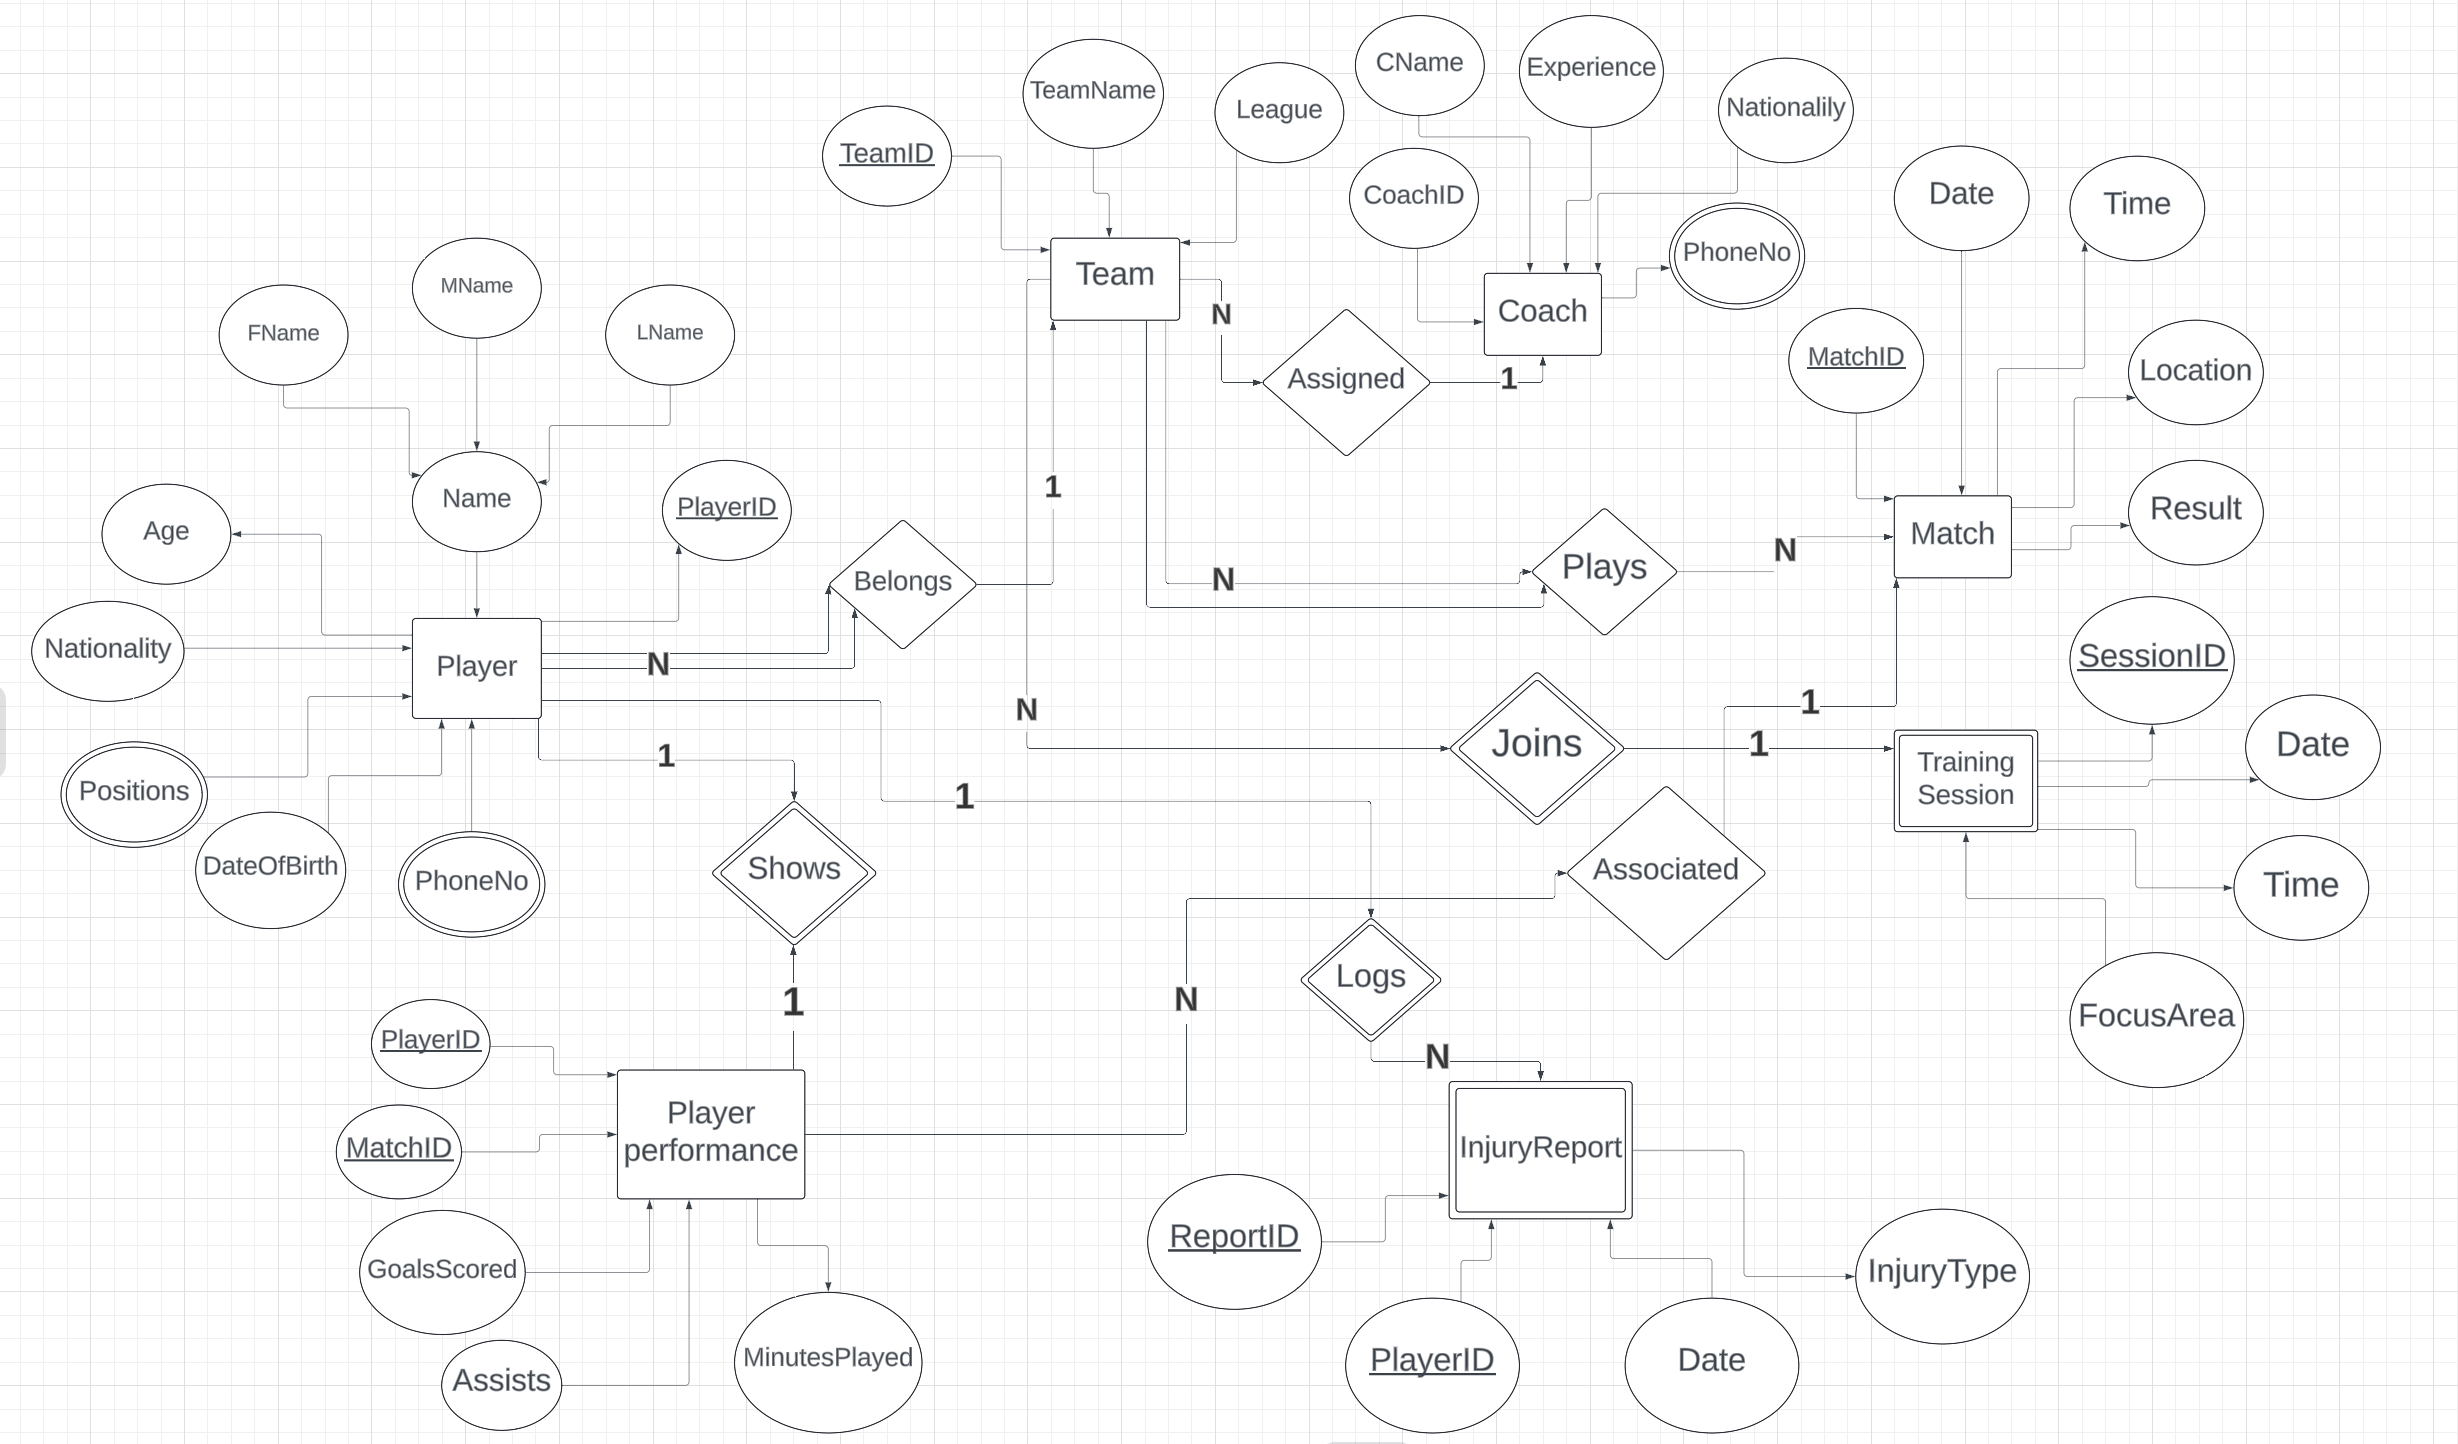 CName
Experience
TeamName
League
Nationalily
TeamID
CoachID
Date
Time
PhoneNo
Team
Coach
MName
N
FName
LName
MatchID
Location
Assigned
1
Name
1
PlayerID
Result
Age
Match
N
Plays
Belongs
N
Nationality
Player
N
SessionID
1
N
Joins
1
Date
1
Training
Session
Positions
1
DateOfBirth
PhoneNo
Shows
Associated
Time
Logs
1
N
FocusArea
PlayerID
N
Player
performance
MatchID
InjuryReport
ReportID
GoalsScored
InjuryType
MinutesPlayed
PlayerID
Date
Assists